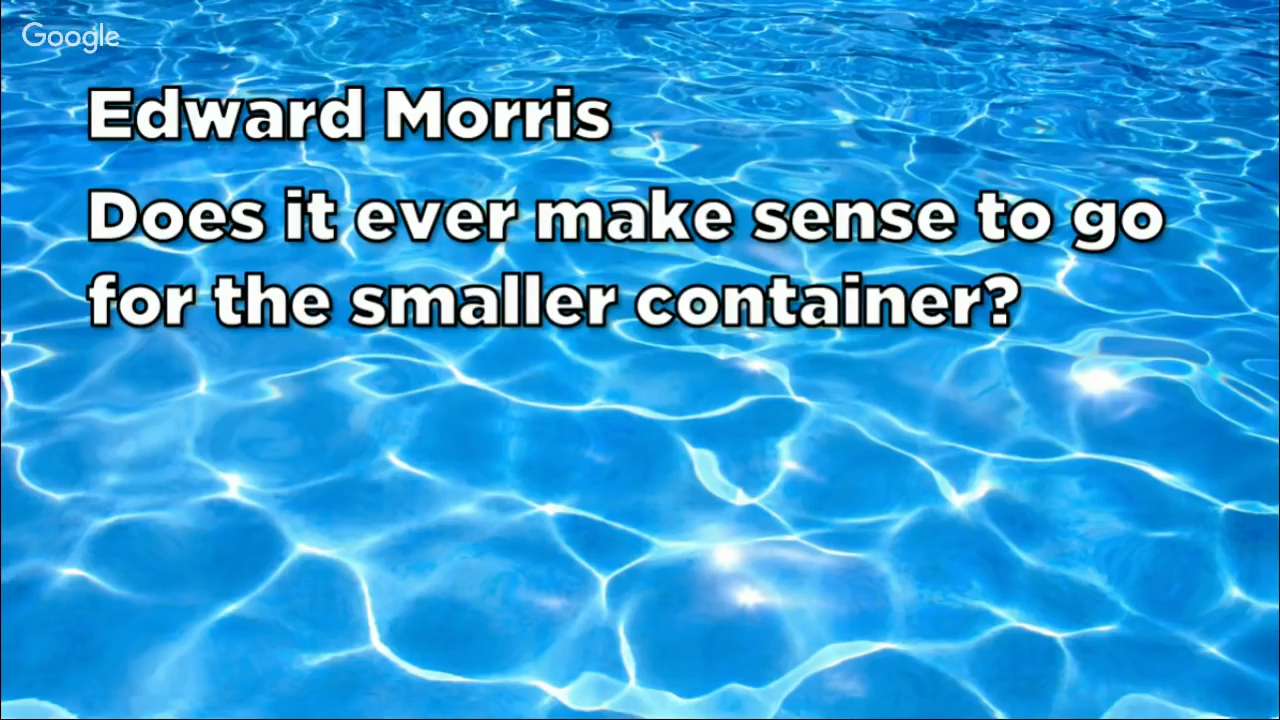 Google
Edward Morris
Does it ever make sense to go
for the smaller container?